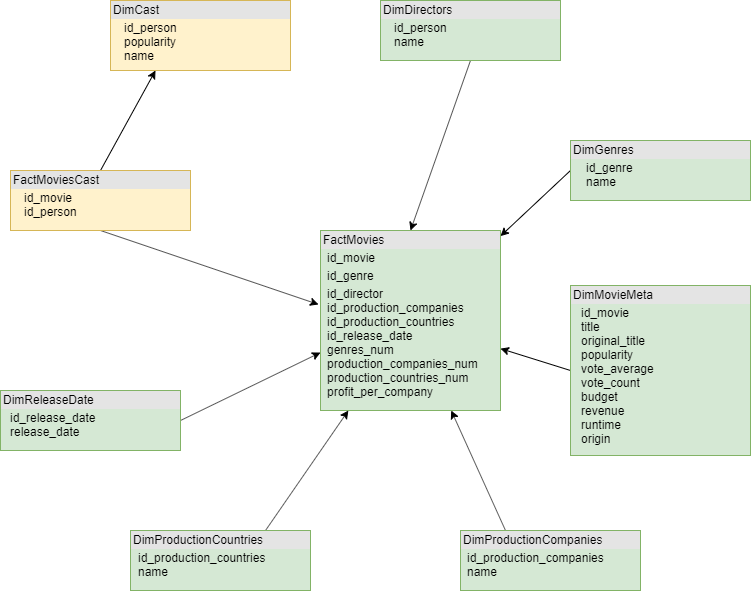 DimCast
id_person
popularity
name
DimDirectors
id_person
name
DimGenres
id_genre
name
FactMoviesCast
id_movie
id_person
FactMovies
id_movie
id_genre
id_director
id_production_companies
id_production_countries
id_release_date
genres_num
production_companies_num
production_countries_num
profit_per_company
DimMovieMeta
id_movie
title
original_title
popularity
vote_average
vote_count
budget
revenue
runtime
origin
DimReleaseDate
id_release_date
release_date
DimProductionCountries
id_production_countries
name
DimProductionCompanies
id_production_companies
name